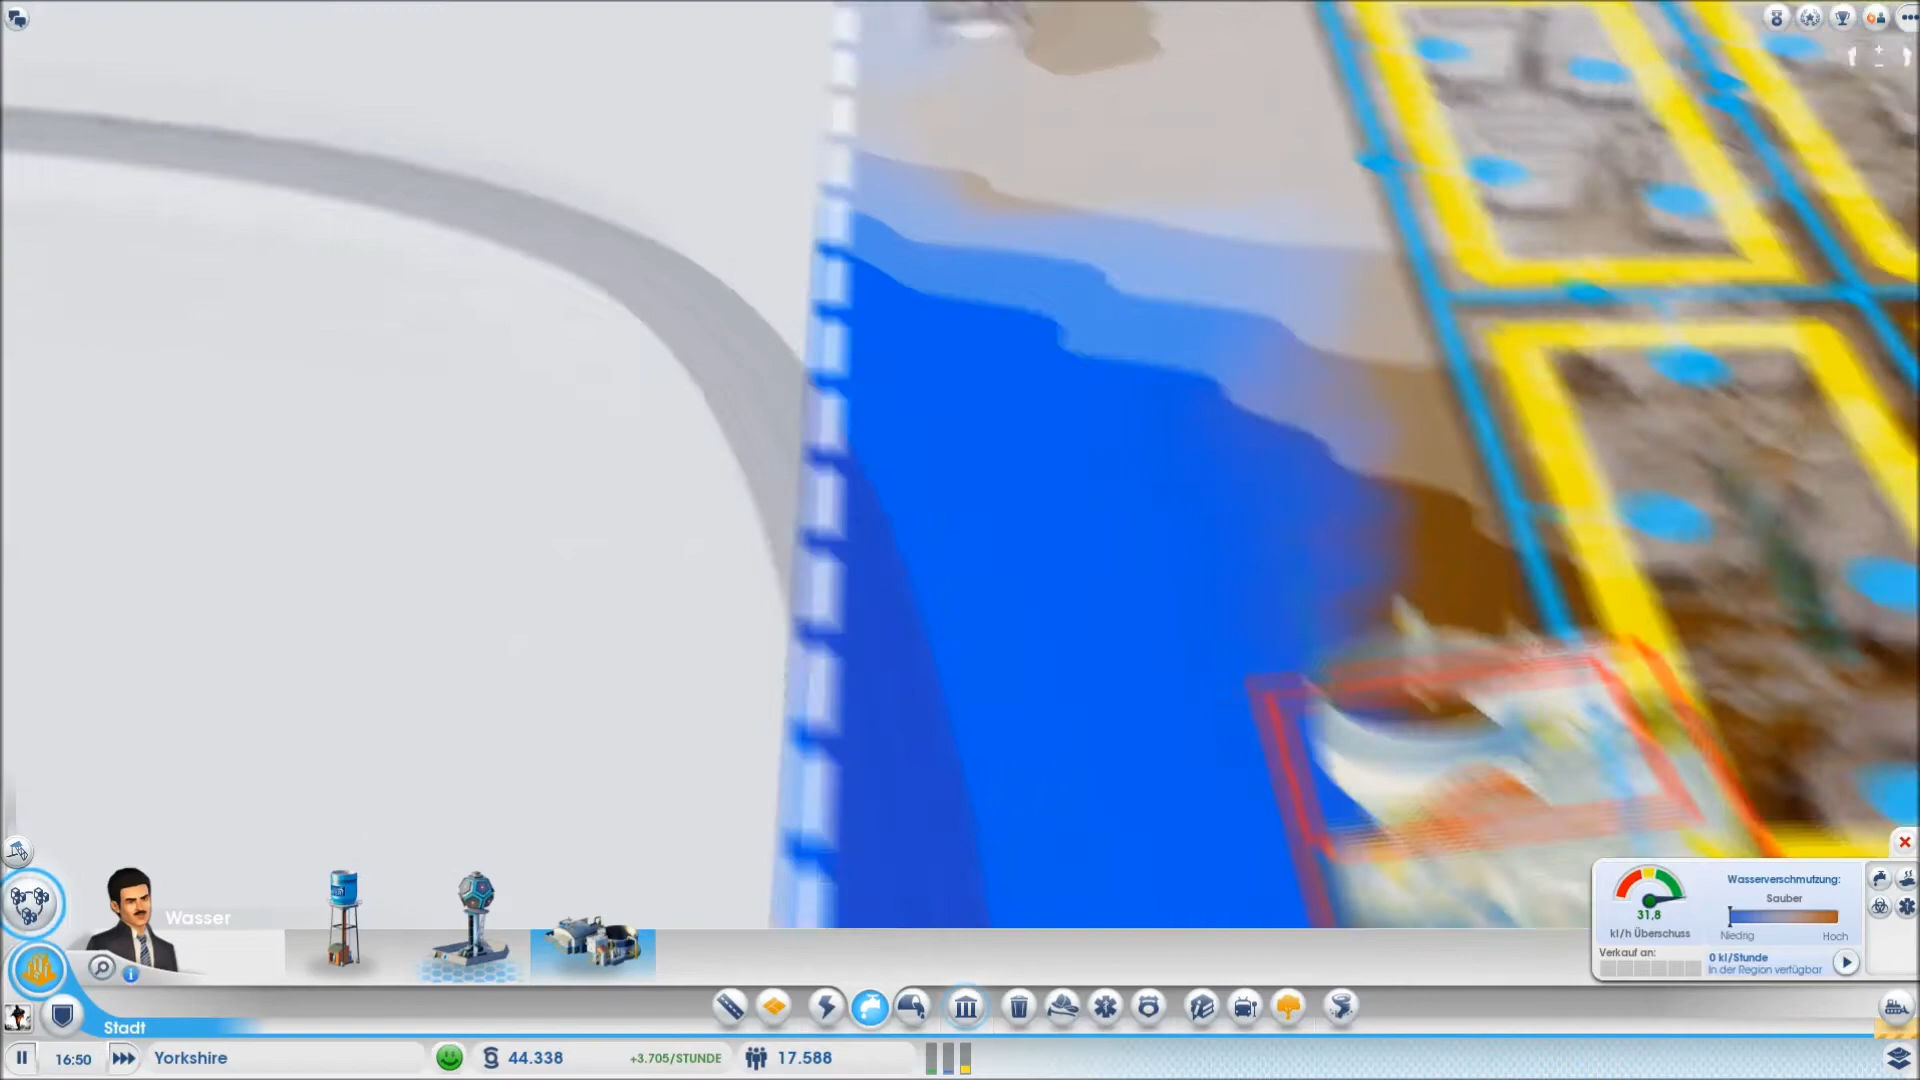 Wasser
31,8
kl/h Überschuss
Wasserverschmutzung:
Sauber
Niedrig
Hoch
Verkauf an:
0 kl/Stunde
In der Region verfügbar
Stadt
16:50
Yorkshire
44.338
+3.705/STUNDE
17.588